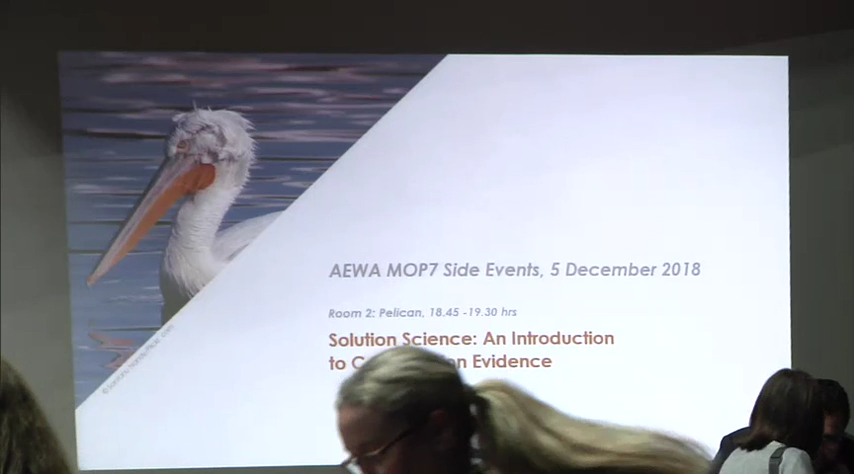 AEWA MOP7 Side Events, 5 December 2018
Room 2: Pelican, 18.45 -19.30 hrs
Solution Science: An Introduction
to C on Evidence